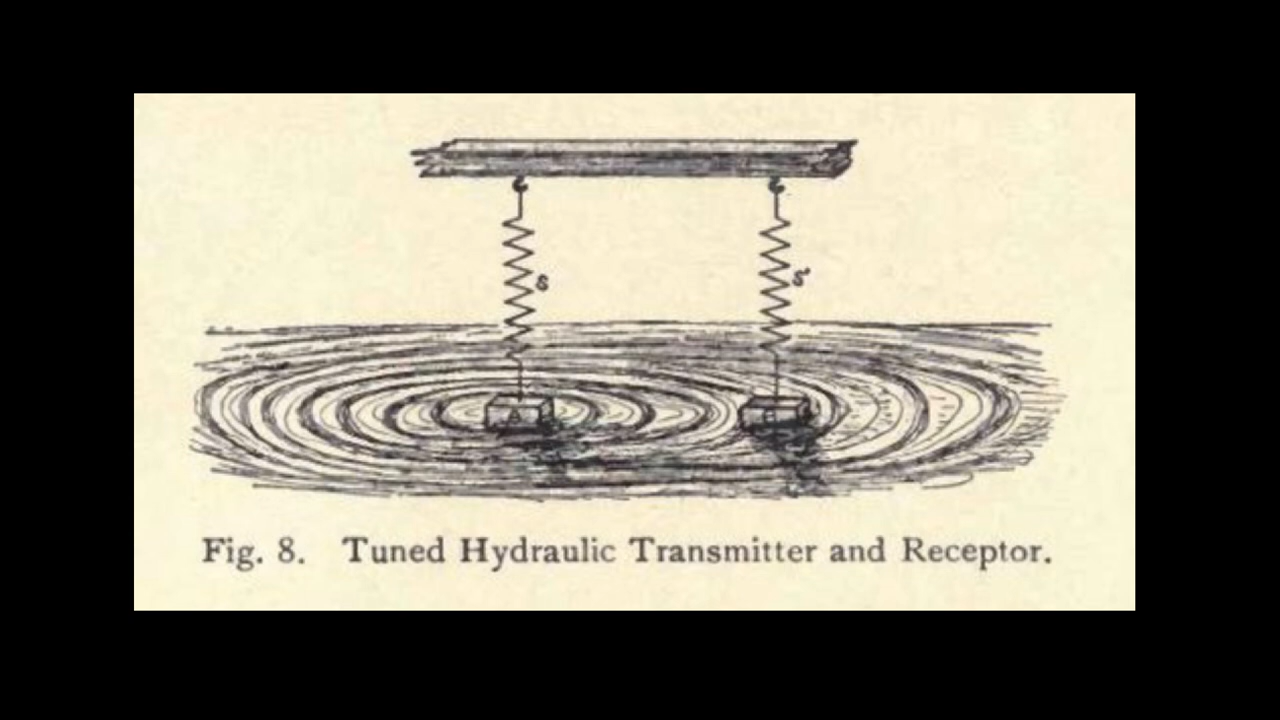 s s'
A
Fig. 8. Tuned Hydraulic Transmitter and Receptor.